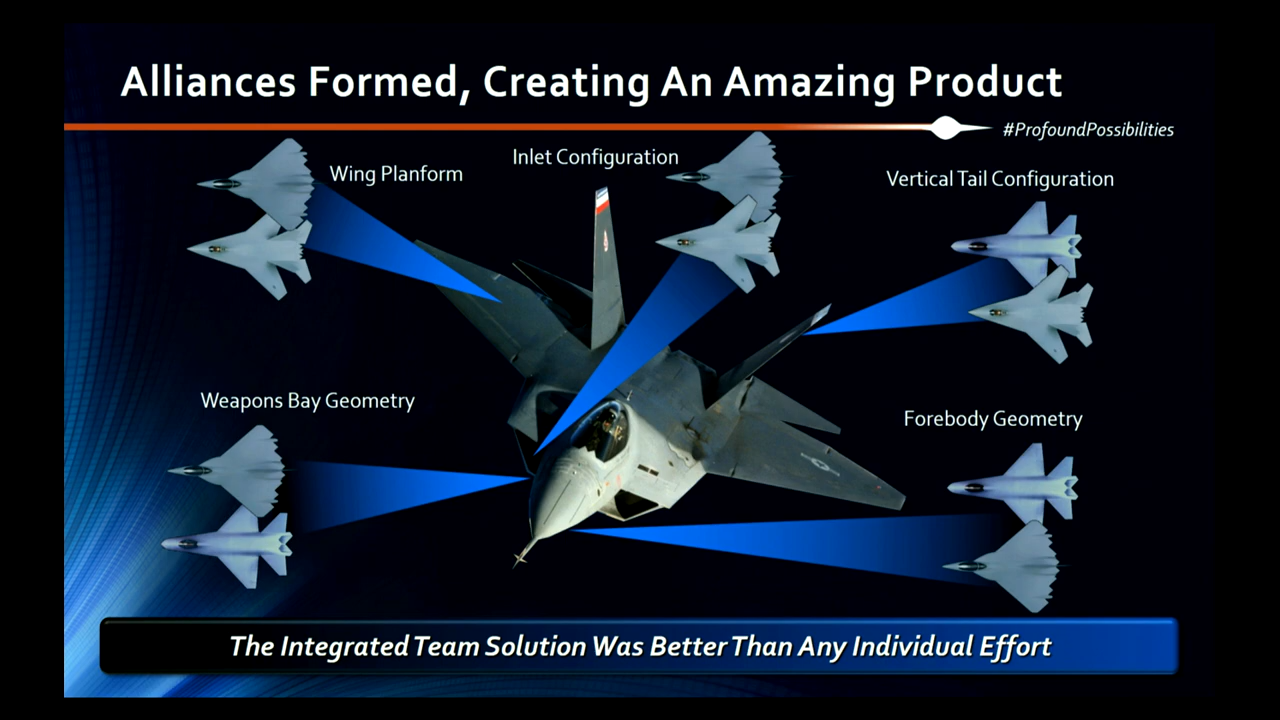 Alliances Formed, Creating An Amazing Product
#ProfoundPossibilities
Wing Planform
Inlet Configuration
Vertical Tail Configuration
Weapons Bay Geometry
Forebody Geometry
The Integrated Team Solution Was Better Than Any Individual Effort